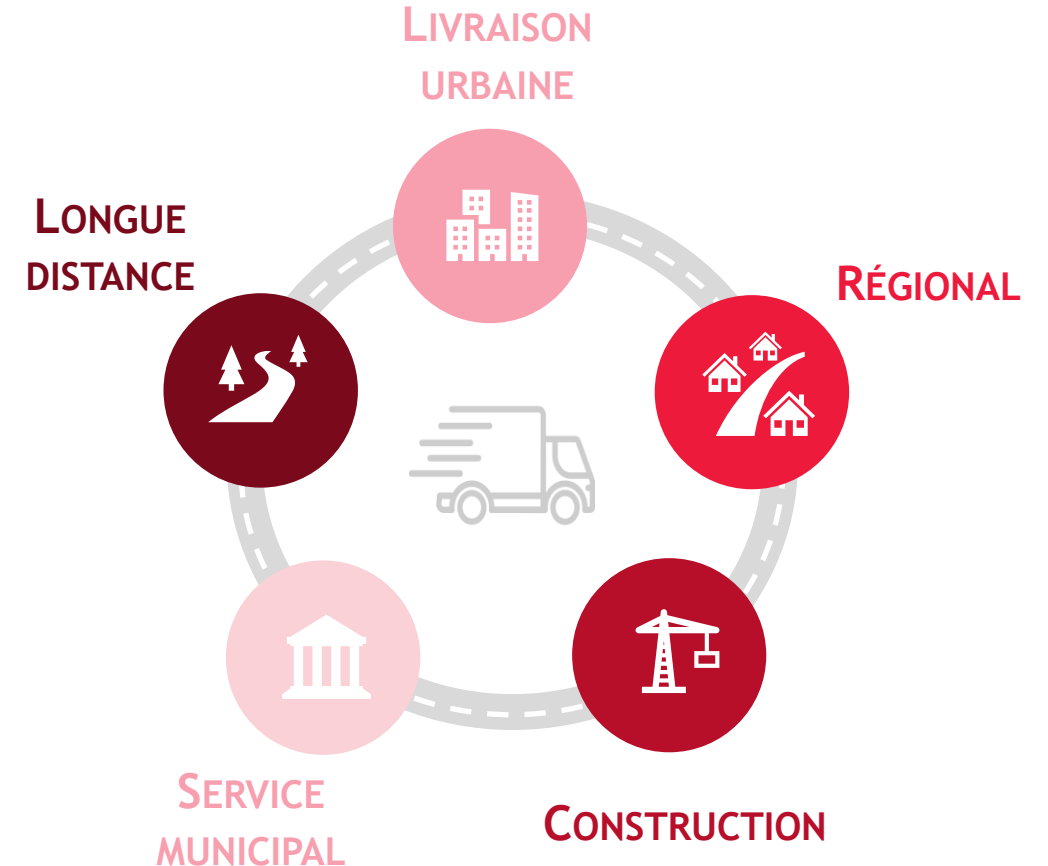 LIVRAISON
URBAINE
LONGUE
DISTANCE
RÉGIONAL
SERVICE
MUNICIPAL
CONSTRUCTION